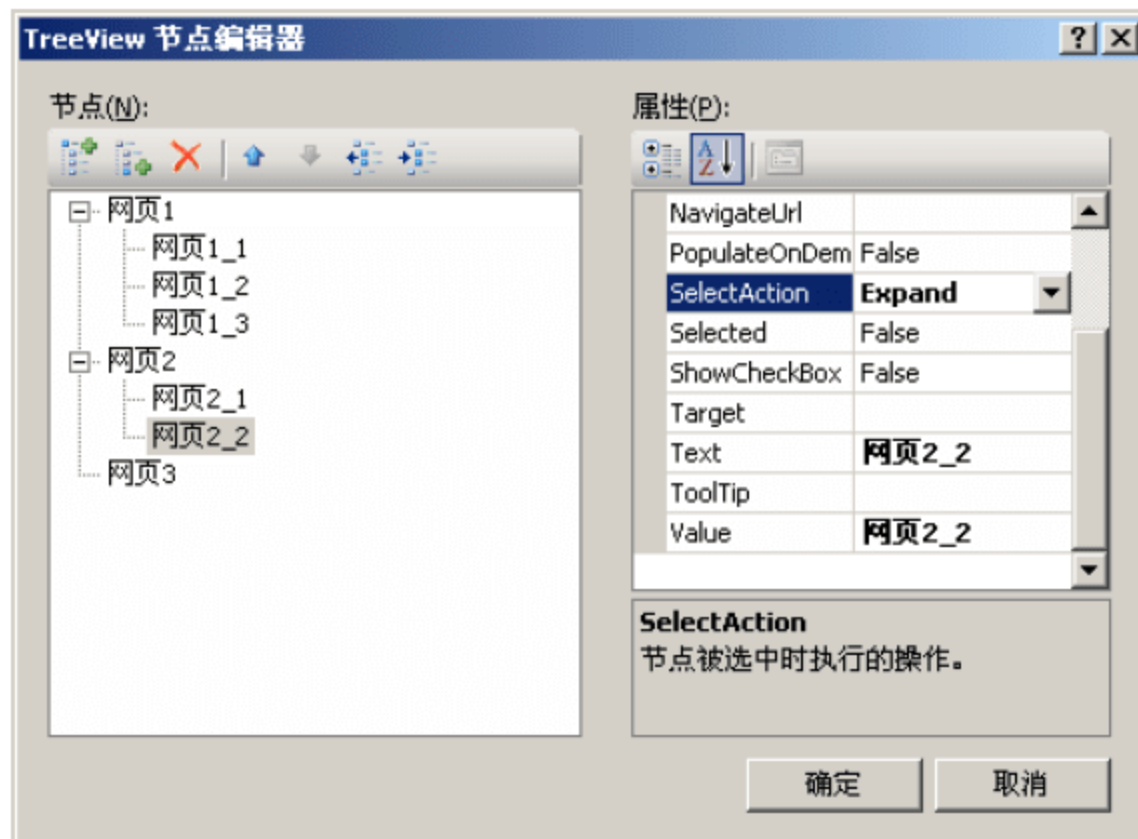 TreeView 节点编辑器
节点(N):
网页1
网页1_1
网页1_2
网页1_3
网页2
网页2_1
网页2_2
网页3
属性(P):
NavigateUrl
PopulateOnDem False
SelectAction Expand
Selected False
ShowCheckBox False
Target
Text 网页2_2
ToolTip
Value 网页2_2
SelectAction
节点被选中时执行的操作。
确定 取消